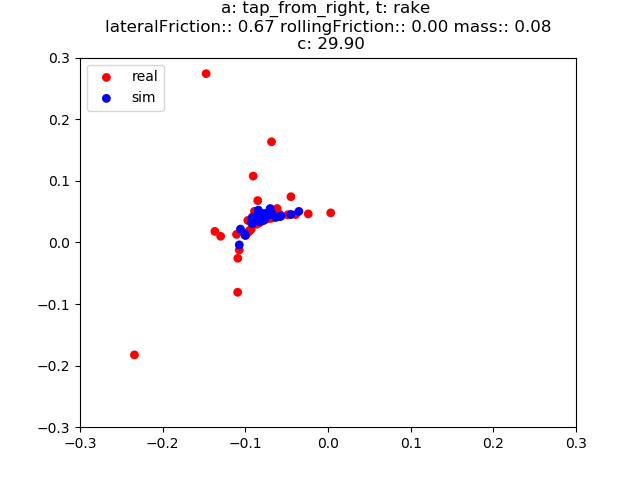 a: tap_from_right, t: rake
lateralFriction:: 0.67 rollingFriction:: 0.00 mass:: 0.08
c: 29.90
real
sim
0.3
0.2
0.1
0.0
−0.1
−0.2
−0.3
−0.3 −0.2 −0.1 0.0 0.1 0.2 0.3